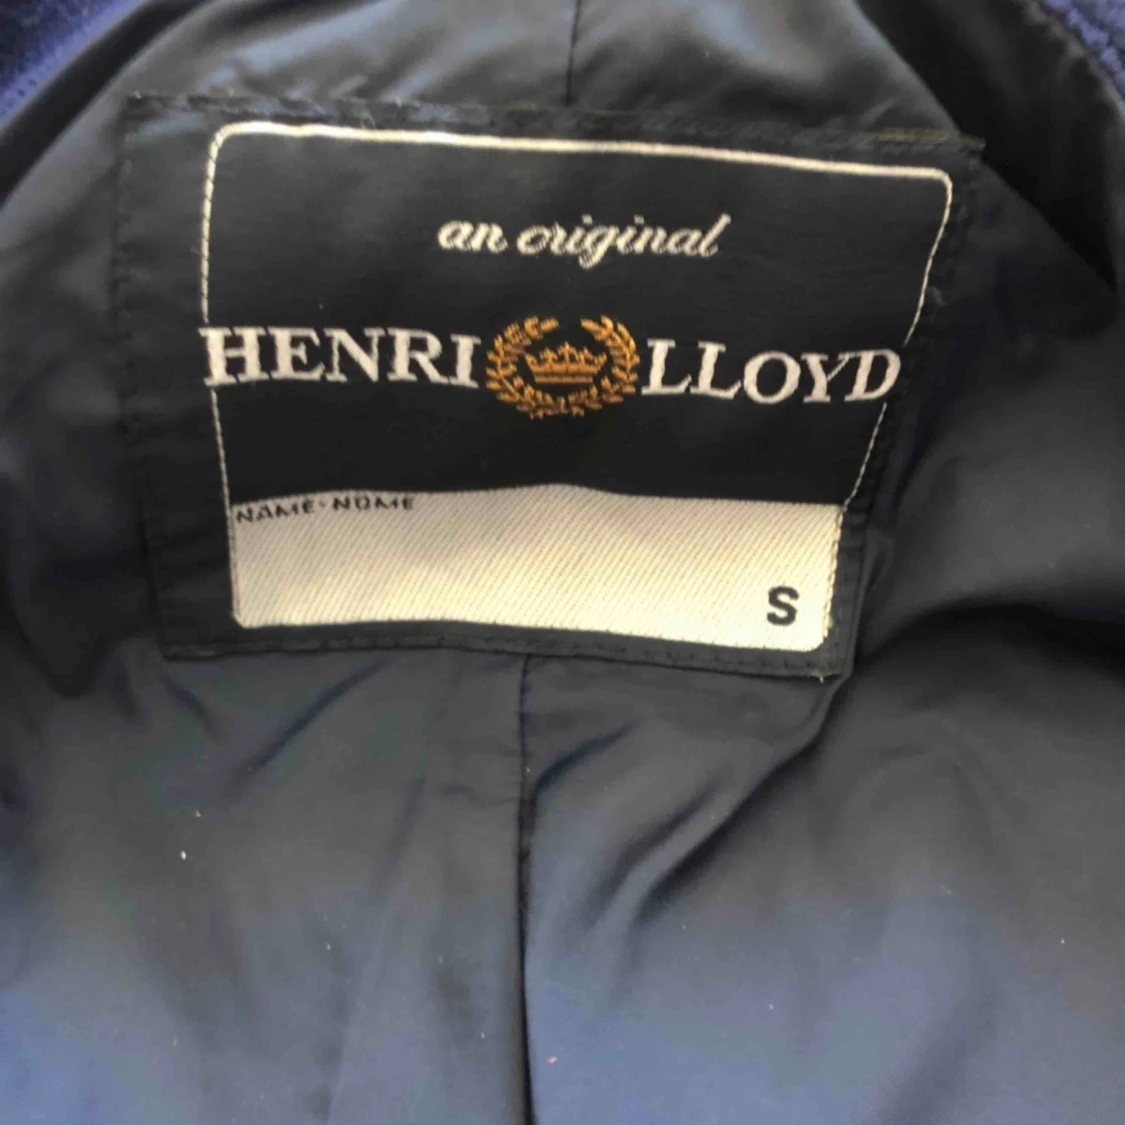 an original
HENRI LLOYD
NAME-NOME
S